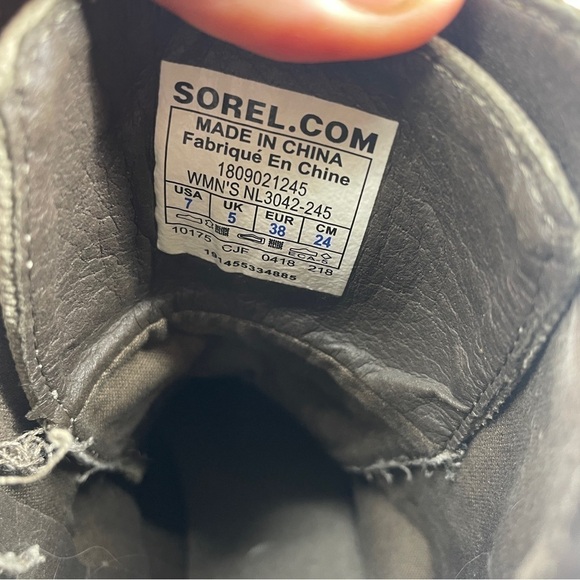 SOREL.COM
MADE IN CHINA
Fabriqué En Chine
1809021245
WMN'S NL3042-245
USA UK EUR CM
7 5 38 24
ECA-S
10175 CJF 0418 218
191455334885